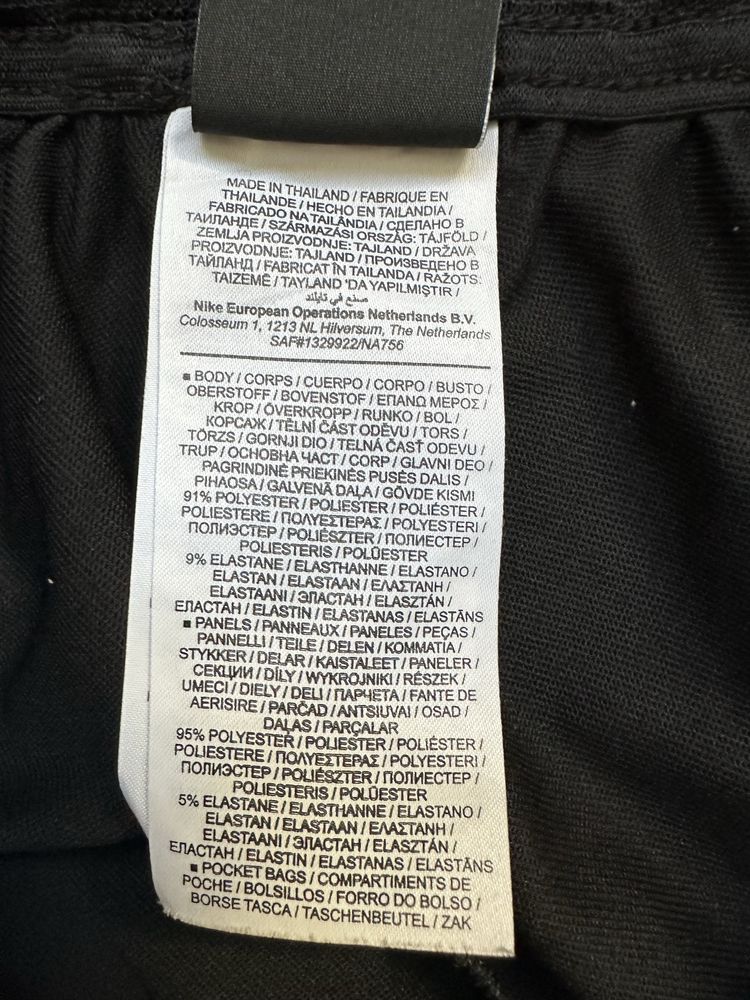 MADE IN THAILAND / FABRIQUE EN
THAILANDE / HECHO EN TAILANDIA /
FABRICADO NA TAILÂNDIA / СДЕЛАНО В
ТАИЛАНДЕ / SZÁRMAZÁSI ORSZÁG: TÁJFÖLD /
ZEMLJA PROIZVODNJE: TAJLAND / DRŽAVA
PROIZVODNJE: TAJLAND / ПРОИЗВЕДЕНО В
ТАЙЛАНД / FABRICAT ÎN TAILANDA / RAŽOTS:
TAIZEMĒ / TAYLAND 'DA YAPILMIŞTIR /
صنع في تايلند
Nike European Operations Netherlands B.V.
Colosseum 1, 1213 NL Hilversum, The Netherlands
SAF#1329922/NA756
■ BODY / CORPS / CUERPO / CORPO / BUSTO /
OBERSTOFF / BOVENSTOF / ΕΠΑΝΩ ΜΕΡΟΣ /
KROP / ÖVERKROPP / RUNKO / BOL /
КОРСАЖ / TĚLNÍ ČÁST ODĚVU / TORS /
TÖRZS / GORNJI DIO / TELNÁ ČASŤ ODEVU /
TRUP / ОСНОВНА ЧАСТ / CORP / GLAVNI DEO /
PAGRINDINĖ PRIEKINĖS PUSĖS DALIS /
PIHAOSA / GALVENĀ DAĻA / GÖVDE KISMI
91% POLYESTER / POLIESTER / POLIÉSTER /
POLIESTERE / ΠΟΛΥΕΣΤΕΡΑΣ / POLYESTERI /
ПОЛИЭСТЕР / POLIÉSZTER / ПОЛИЕСТЕР /
POLIESTERIS / POLÜESTER
9% ELASTANE / ELASTHANNE / ELASTANO /
ELASTAN / ELASTAAN / ΕΛΑΣΤΑΝΗ /
ELASTAANI / ЭЛАСТАН / ELASZTÁN /
ЕЛАСТАН / ELASTIN / ELASTANAS / ELASTĀNS
■ PANELS / PANNEAUX / PANELES / PEÇAS /
PANNELLI / TEILE / DELEN / ΚΟΜΜΑΤΙΑ /
STYKKER / DELAR / KAISTALEET / PANELER /
СЕКЦИИ / DÍLY / WYKROJNIKI / RÉSZEK /
UMECI / DIELY / DELI / ПАРЧЕТА / FANTE DE
AERISIRE / PARČAD / ANTSIUVAI / OSAD /
DAĻAS / PARÇALAR
95% POLYESTER / POLIESTER / POLIÉSTER /
POLIESTERE / ΠΟΛΥΕΣΤΕΡΑΣ / POLYESTERI /
ПОЛИЭСТЕР / POLIÉSZTER / ПОЛИЕСТЕР /
POLIESTERIS / POLÜESTER
5% ELASTANE / ELASTHANNE / ELASTANO /
ELASTAN / ELASTAAN / ΕΛΑΣΤΑΝΗ /
ELASTAANI / ЭЛАСТАН / ELASZTÁN /
ЕЛАСТАН / ELASTIN / ELASTANAS / ELASTĀNS
■ POCKET BAGS / COMPARTIMENTS DE
POCHE / BOLSILLOS / FORRO DO BOLSO /
BORSE TASCA / TASCHENBEUTEL / ZAK